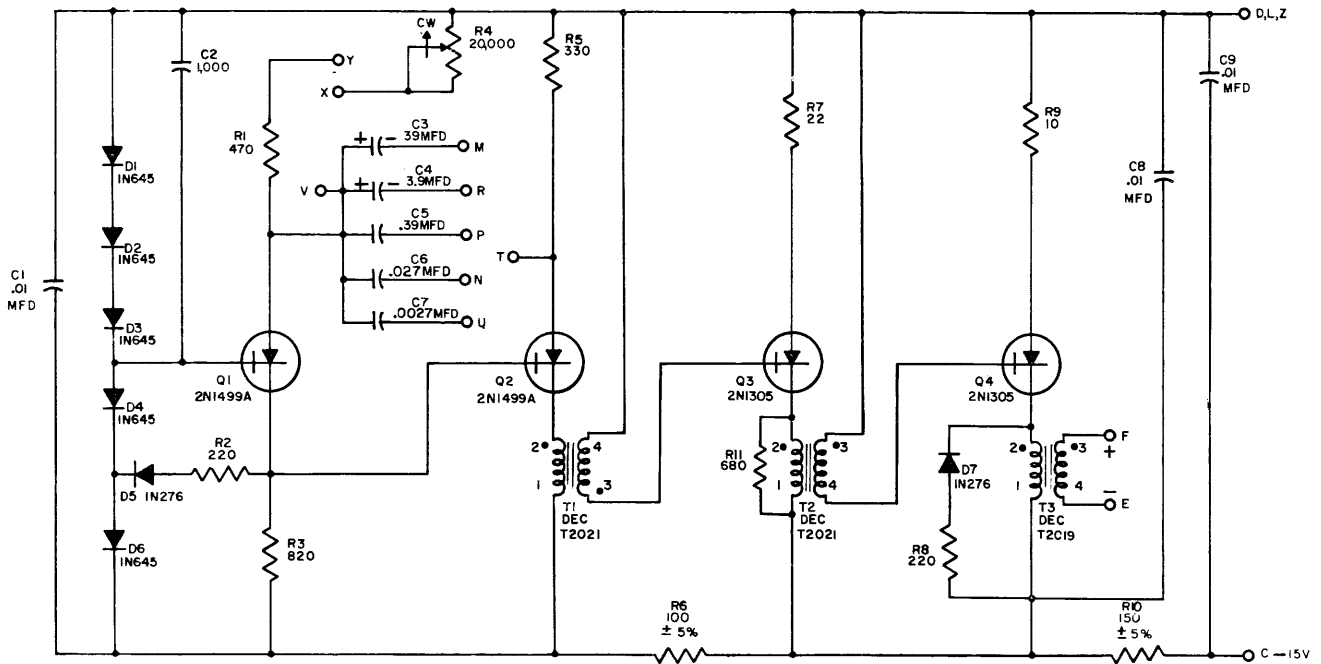 D,L,Z
C2
1,000
Y
CW
R4
20,000
R5
330
C9
.01
MFD
X
R7
22
R9
10
R1
470
C3
+ −
39MFD
M
D1
1N645
C4
+ −
3.9MFD
V
R
C8
.01
MFD
C5
.39MFD
P
D2
1N645
T
C6
.027MFD
N
C1
.01
MFD
C7
.0027MFD
U
D3
1N645
Q1
2N1499A
Q2
2N1499A
Q3
2N1305
Q4
2N1305
D4
1N645
R2
220
D5 1N276
2
4
1
3
T1
DEC
T2021
R11
680
2
3
1
4
T2
DEC
T2021
D7
1N276
2
3
1
4
F
+
−
E
T3
DEC
T2019
D6
1N645
R3
820
R8
220
R6
100
± 5%
R10
150
± 5%
C −15V